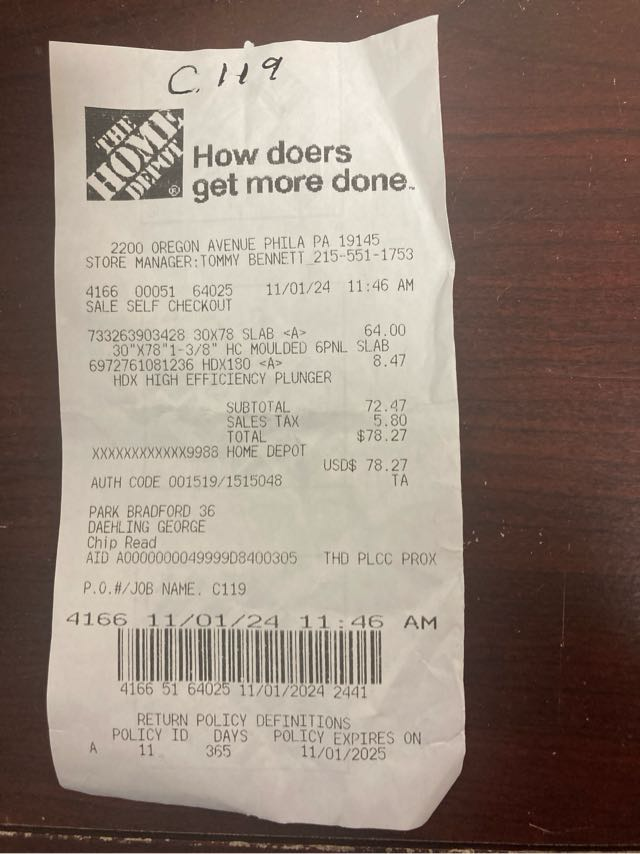 C119
THE
HOME
DEPOT®
How doers
get more done.™
2200 OREGON AVENUE PHILA PA 19145
STORE MANAGER:TOMMY BENNETT 215-551-1753
4166 00051 64025 11/01/24 11:46 AM
SALE SELF CHECKOUT
733263903428 30X78 SLAB <A> 64.00
30"X78"1-3/8" HC MOULDED 6PNL SLAB
6972761081236 HDX180 <A> 8.47
HDX HIGH EFFICIENCY PLUNGER
SUBTOTAL 72.47
SALES TAX 5.80
TOTAL $78.27
XXXXXXXXXXXX9988 HOME DEPOT
USD$ 78.27
AUTH CODE 001519/1515048 TA
PARK BRADFORD 36
DAEHLING GEORGE
Chip Read
AID A0000000049999D8400305 THD PLCC PROX
P.O.#/JOB NAME. C119
4166 11/01/24 11:46 AM
4166 51 64025 11/01/2024 2441
RETURN POLICY DEFINITIONS
POLICY ID DAYS POLICY EXPIRES ON
A 11 365 11/01/2025